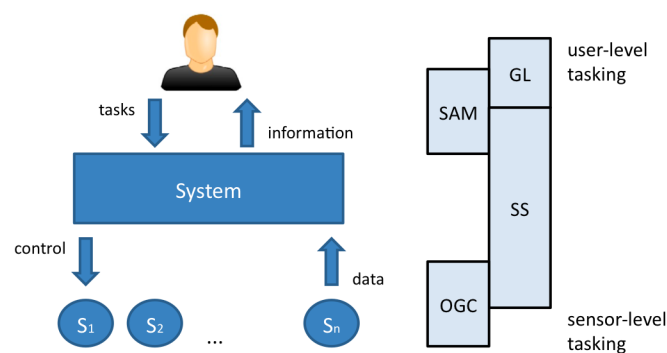 tasks
information
System
control
data
S1
S2
...
Sn
user-level
tasking
GL
SAM
SS
OGC
sensor-level
tasking